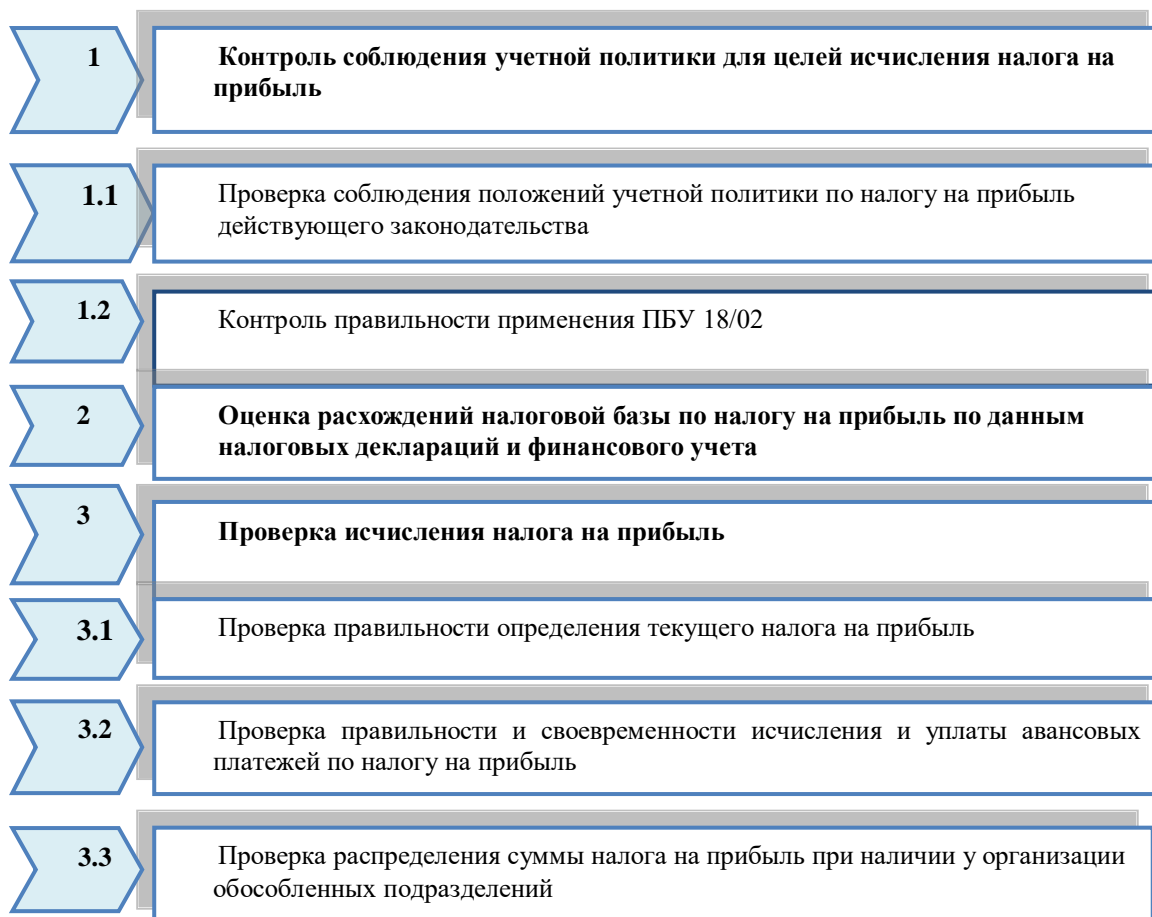 1
Контроль соблюдения учетной политики для целей исчисления налога на
прибыль
1.1
Проверка соблюдения положений учетной политики по налогу на прибыль
действующего законодательства
1.2
Контроль правильности применения ПБУ 18/02
2
Оценка расхождений налоговой базы по налогу на прибыль по данным
налоговых деклараций и финансового учета
3
Проверка исчисления налога на прибыль
3.1
Проверка правильности определения текущего налога на прибыль
3.2
Проверка правильности и своевременности исчисления и уплаты авансовых
платежей по налогу на прибыль
3.3
Проверка распределения суммы налога на прибыль при наличии у организации
обособленных подразделений